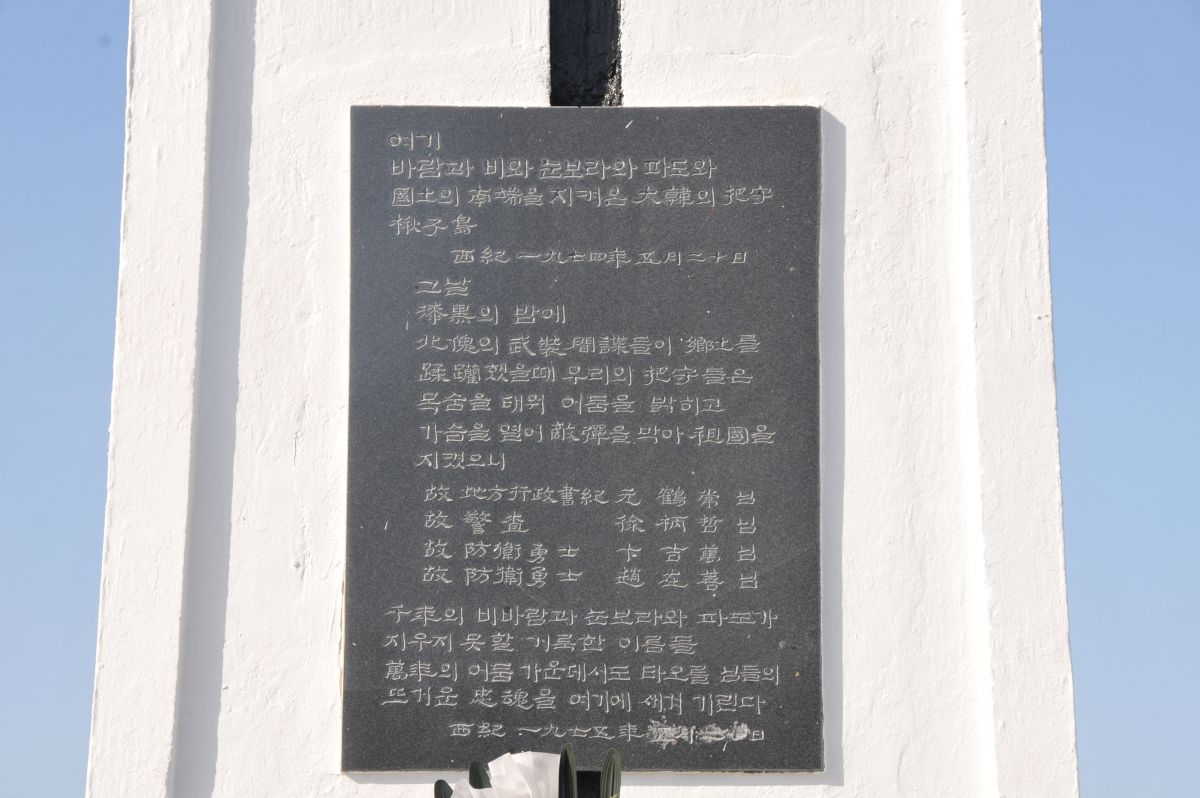 여기
바람과 비와 눈보라와 파도와
國土의 南端을 지켜온 大韓의 把守
楸子島
西紀 一九七四年 五月 二十日
그날
漆黑의 밤에
北傀의 武裝間諜들이 鄕土를
蹂躪했을때 우리의 把守들은
목숨을 태워 어둠을 밝히고
가슴을 열어 敵彈을 막아 祖國을
지켰으니
故 地方行政書紀 元 鶴 常 님
故 警査 徐 炳 哲 님
故 防衛勇士 卞 吉 萬 님
故 防衛勇士 趙 在 善 님
千年의 비바람과 눈보라와 파도가
지우지 못할 거룩한 이름들
萬年의 어둠 가운데서도 타오를 님들의
뜨거운 忠魂을 여기에 새겨 기린다
西紀 一九七五年 日